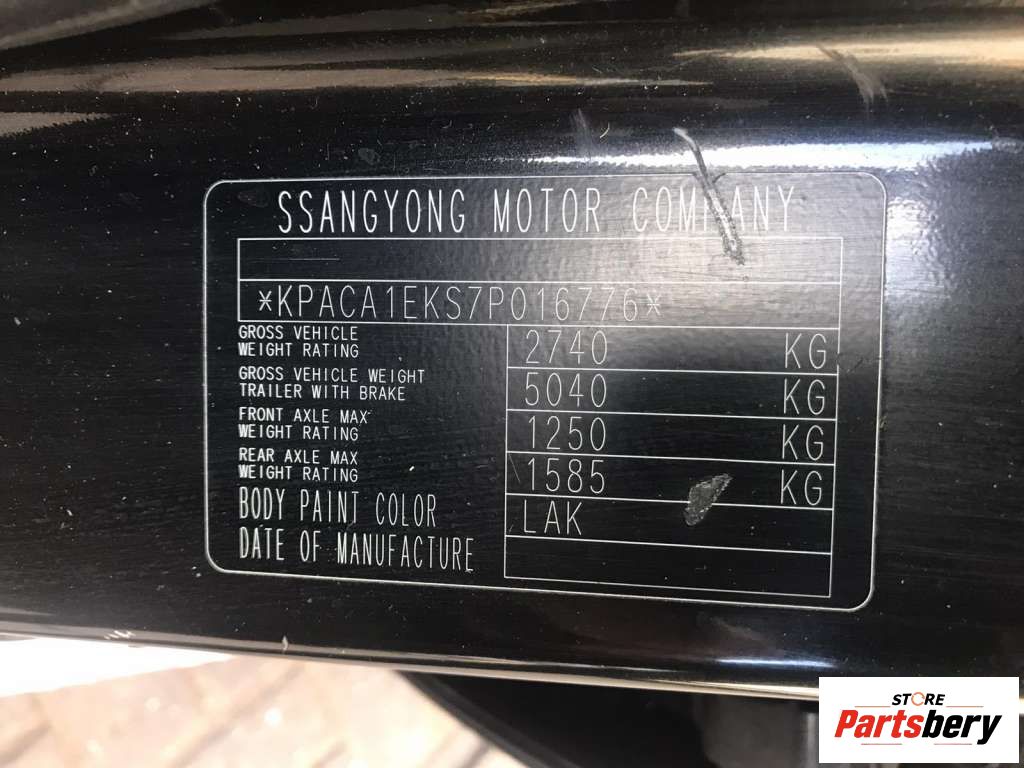 SSANGYONG MOTOR COMPANY
*KPACA1EKS7P016776*
GROSS VEHICLE
WEIGHT RATING
2740 KG
GROSS VEHICLE WEIGHT
TRAILER WITH BRAKE
5040 KG
FRONT AXLE MAX
WEIGHT RATING
1250 KG
REAR AXLE MAX
WEIGHT RATING
1585 KG
BODY PAINT COLOR
LAK
DATE OF MANUFACTURE
STORE
Partsbery